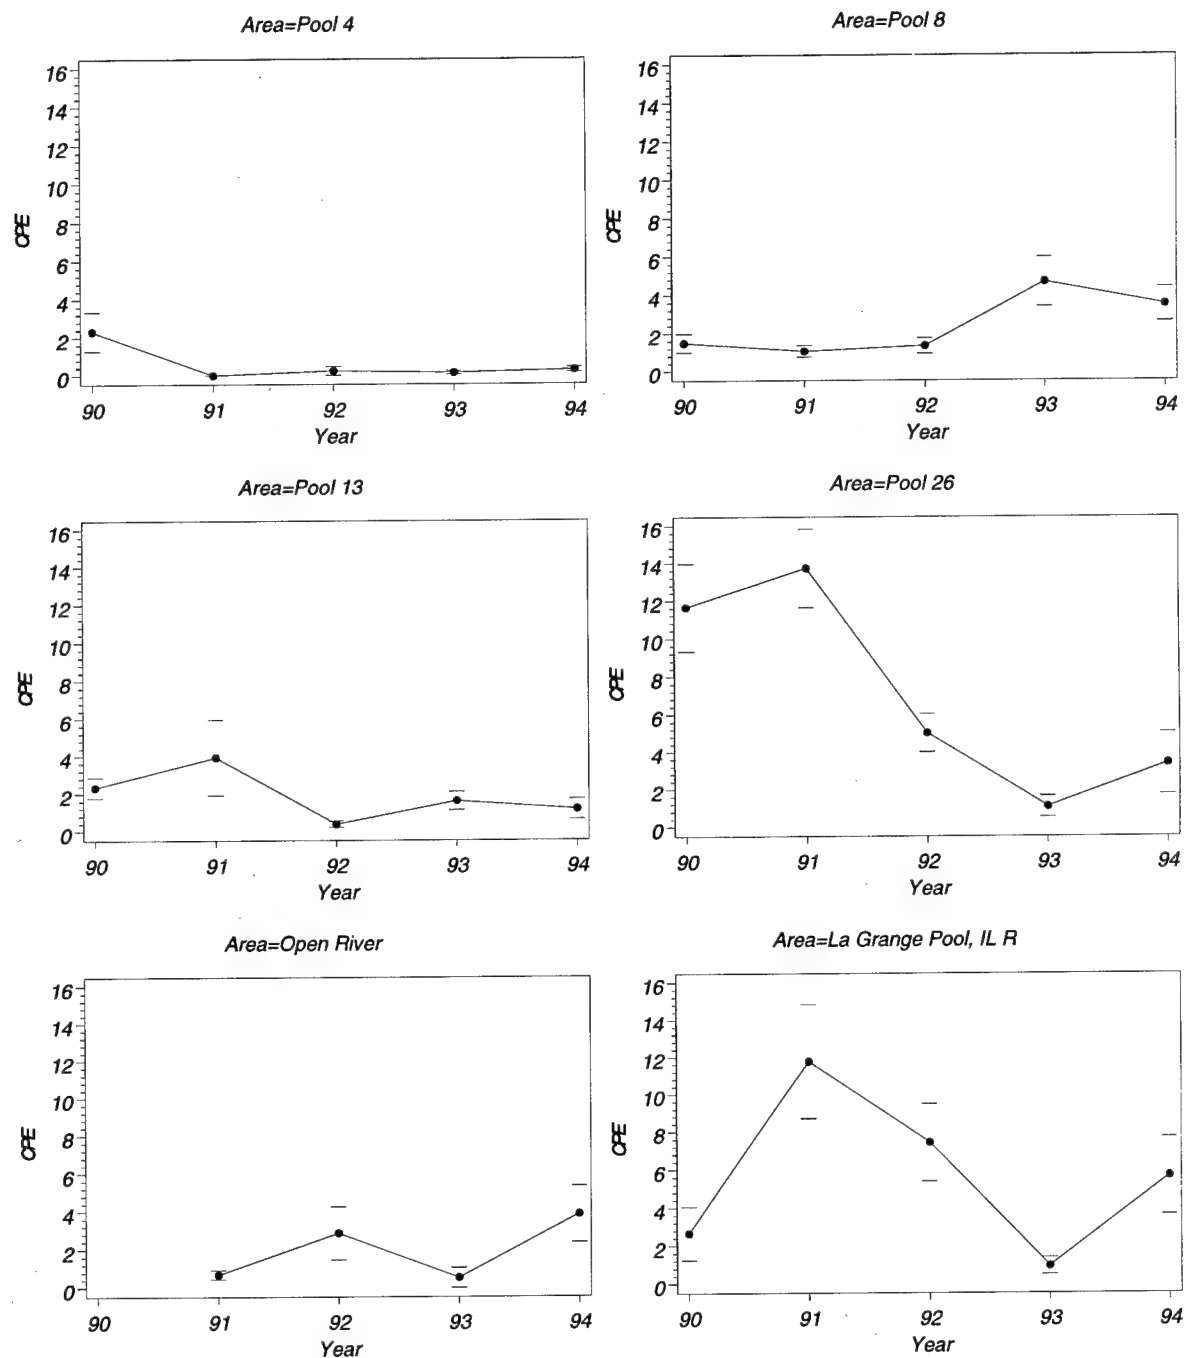 Area=Pool 4
16
14
12
10
8
6
4
2
0
CPE
90 91 92 93 94
Year
Area=Pool 8
16
14
12
10
8
6
4
2
0
CPE
90 91 92 93 94
Year
Area=Pool 13
16
14
12
10
8
6
4
2
0
CPE
90 91 92 93 94
Year
Area=Pool 26
16
14
12
10
8
6
4
2
0
CPE
90 91 92 93 94
Year
Area=Open River
16
14
12
10
8
6
4
2
0
CPE
90 91 92 93 94
Year
Area=La Grange Pool, IL R
16
14
12
10
8
6
4
2
0
CPE
90 91 92 93 94
Year